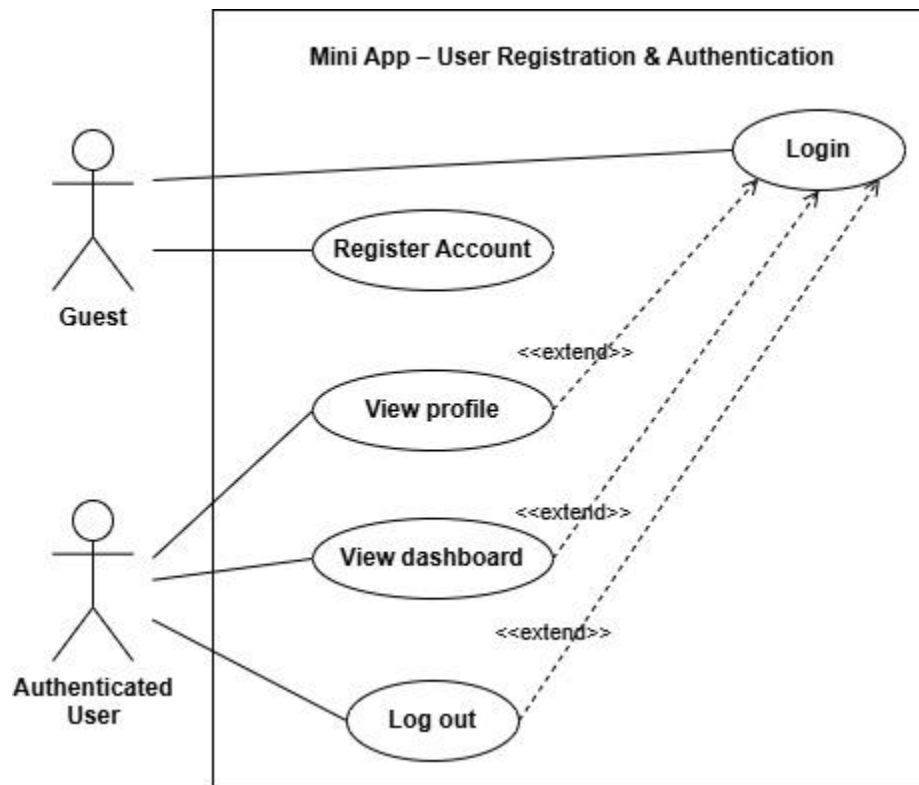 Mini App – User Registration & Authentication
Login
Register Account
Guest
<<extend>>
View profile
<<extend>>
View dashboard
<<extend>>
Authenticated
User
Log out